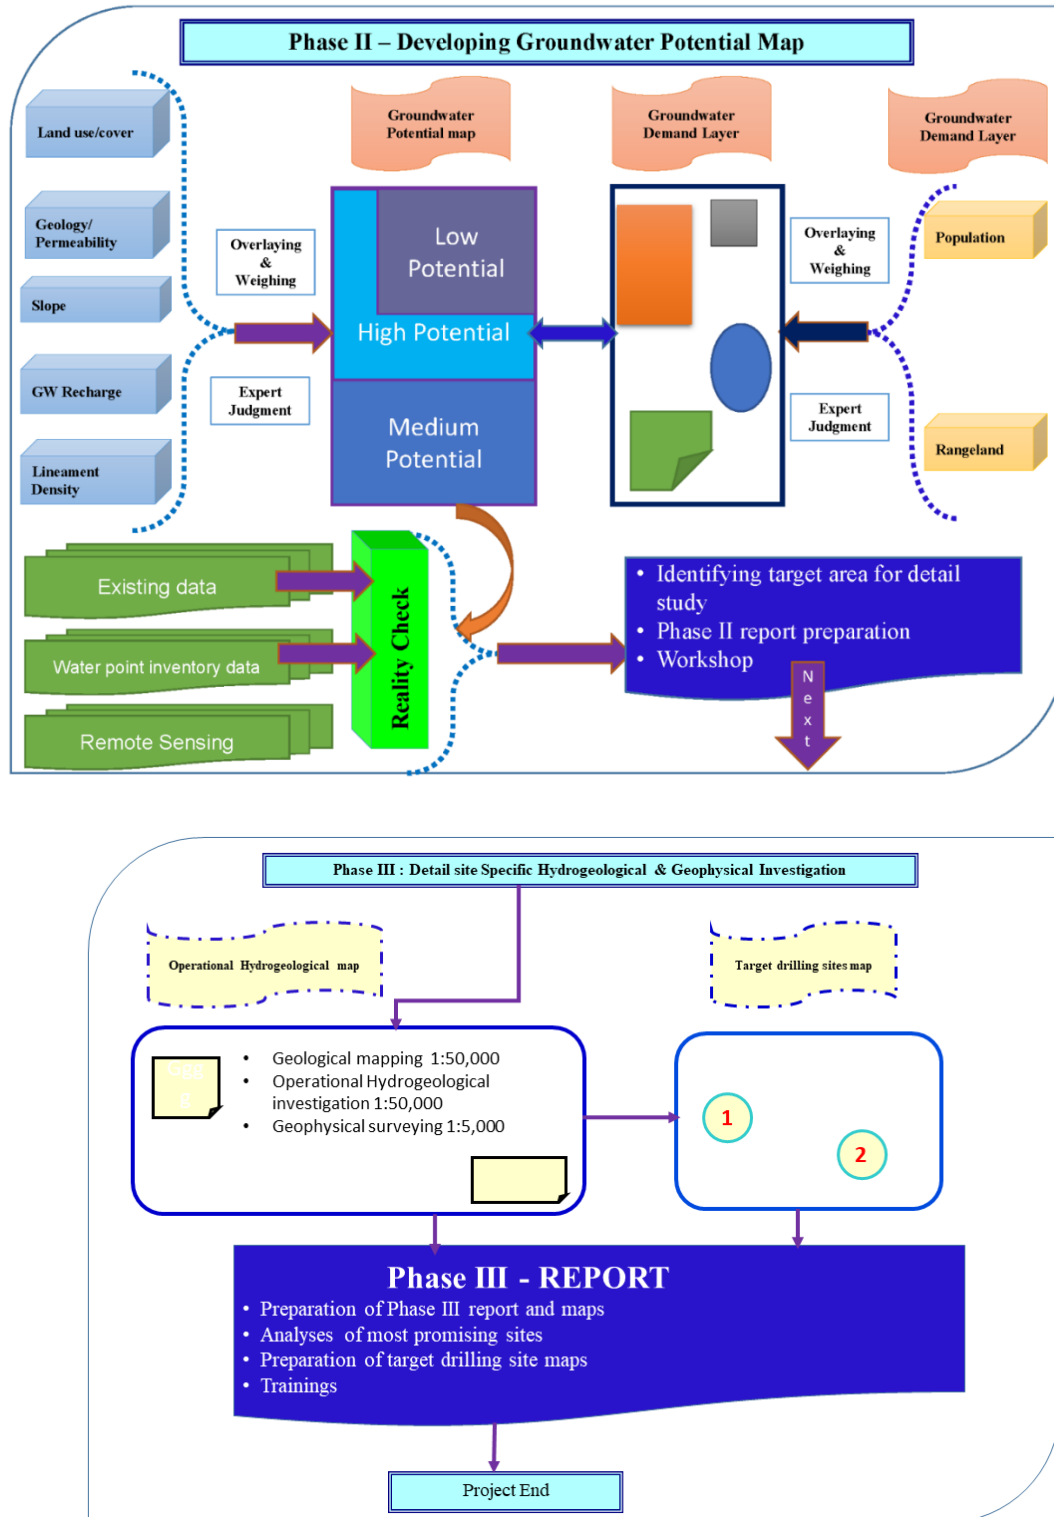 Phase II – Developing Groundwater Potential Map
Land use/cover
Geology/
Permeability
Slope
GW Recharge
Lineament
Density
Overlaying
&
Weighing
Expert
Judgment
Groundwater
Potential map
Low
Potential
High Potential
Medium
Potential
Groundwater
Demand Layer
Groundwater
Demand Layer
Overlaying
&
Weighing
Expert
Judgment
Population
Rangeland
Existing data
Water point inventory data
Remote Sensing
Reality Check
• Identifying target area for detail
study
• Phase II report preparation
• Workshop
N
e
x
t
Phase III : Detail site Specific Hydrogeological & Geophysical Investigation
Operational Hydrogeological map
Target drilling sites map
Ggg
g
• Geological mapping 1:50,000
• Operational Hydrogeological
investigation 1:50,000
• Geophysical surveying 1:5,000
1
2
Phase III - REPORT
• Preparation of Phase III report and maps
• Analyses of most promising sites
• Preparation of target drilling site maps
• Trainings
Project End